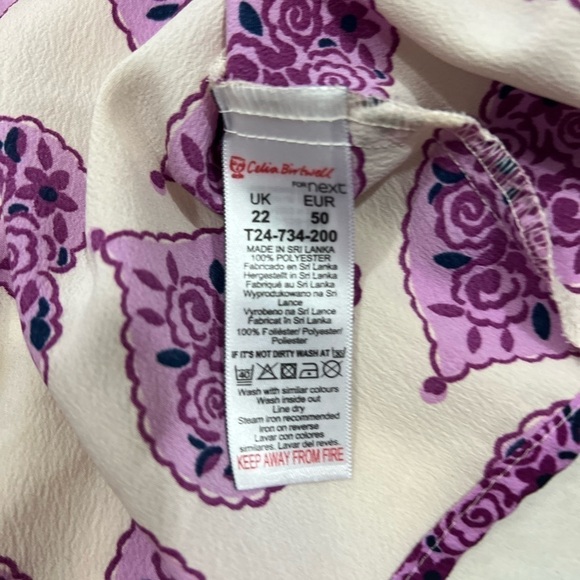 Celia Birtwell
FOR next
UK EUR
22 50
T24-734-200
MADE IN SRI LANKA
100% POLYESTER
Fabricado en Sri Lanka
Hergestellt in Sri Lanka
Fabriqué au Sri Lanka
Wyprodukowano na Sri
Lance
Vyrobeno na Sri Lance
Fabricat în Sri Lanka
100% Poliéster/ Polyester/
Poliester
IF IT'S NOT DIRTY WASH AT 30
40
Wash with similar colours
Wash inside out
Line dry
Steam iron recommended
Iron on reverse
Lavar con colores
similares. Lavar del revés.
KEEP AWAY FROM FIRE